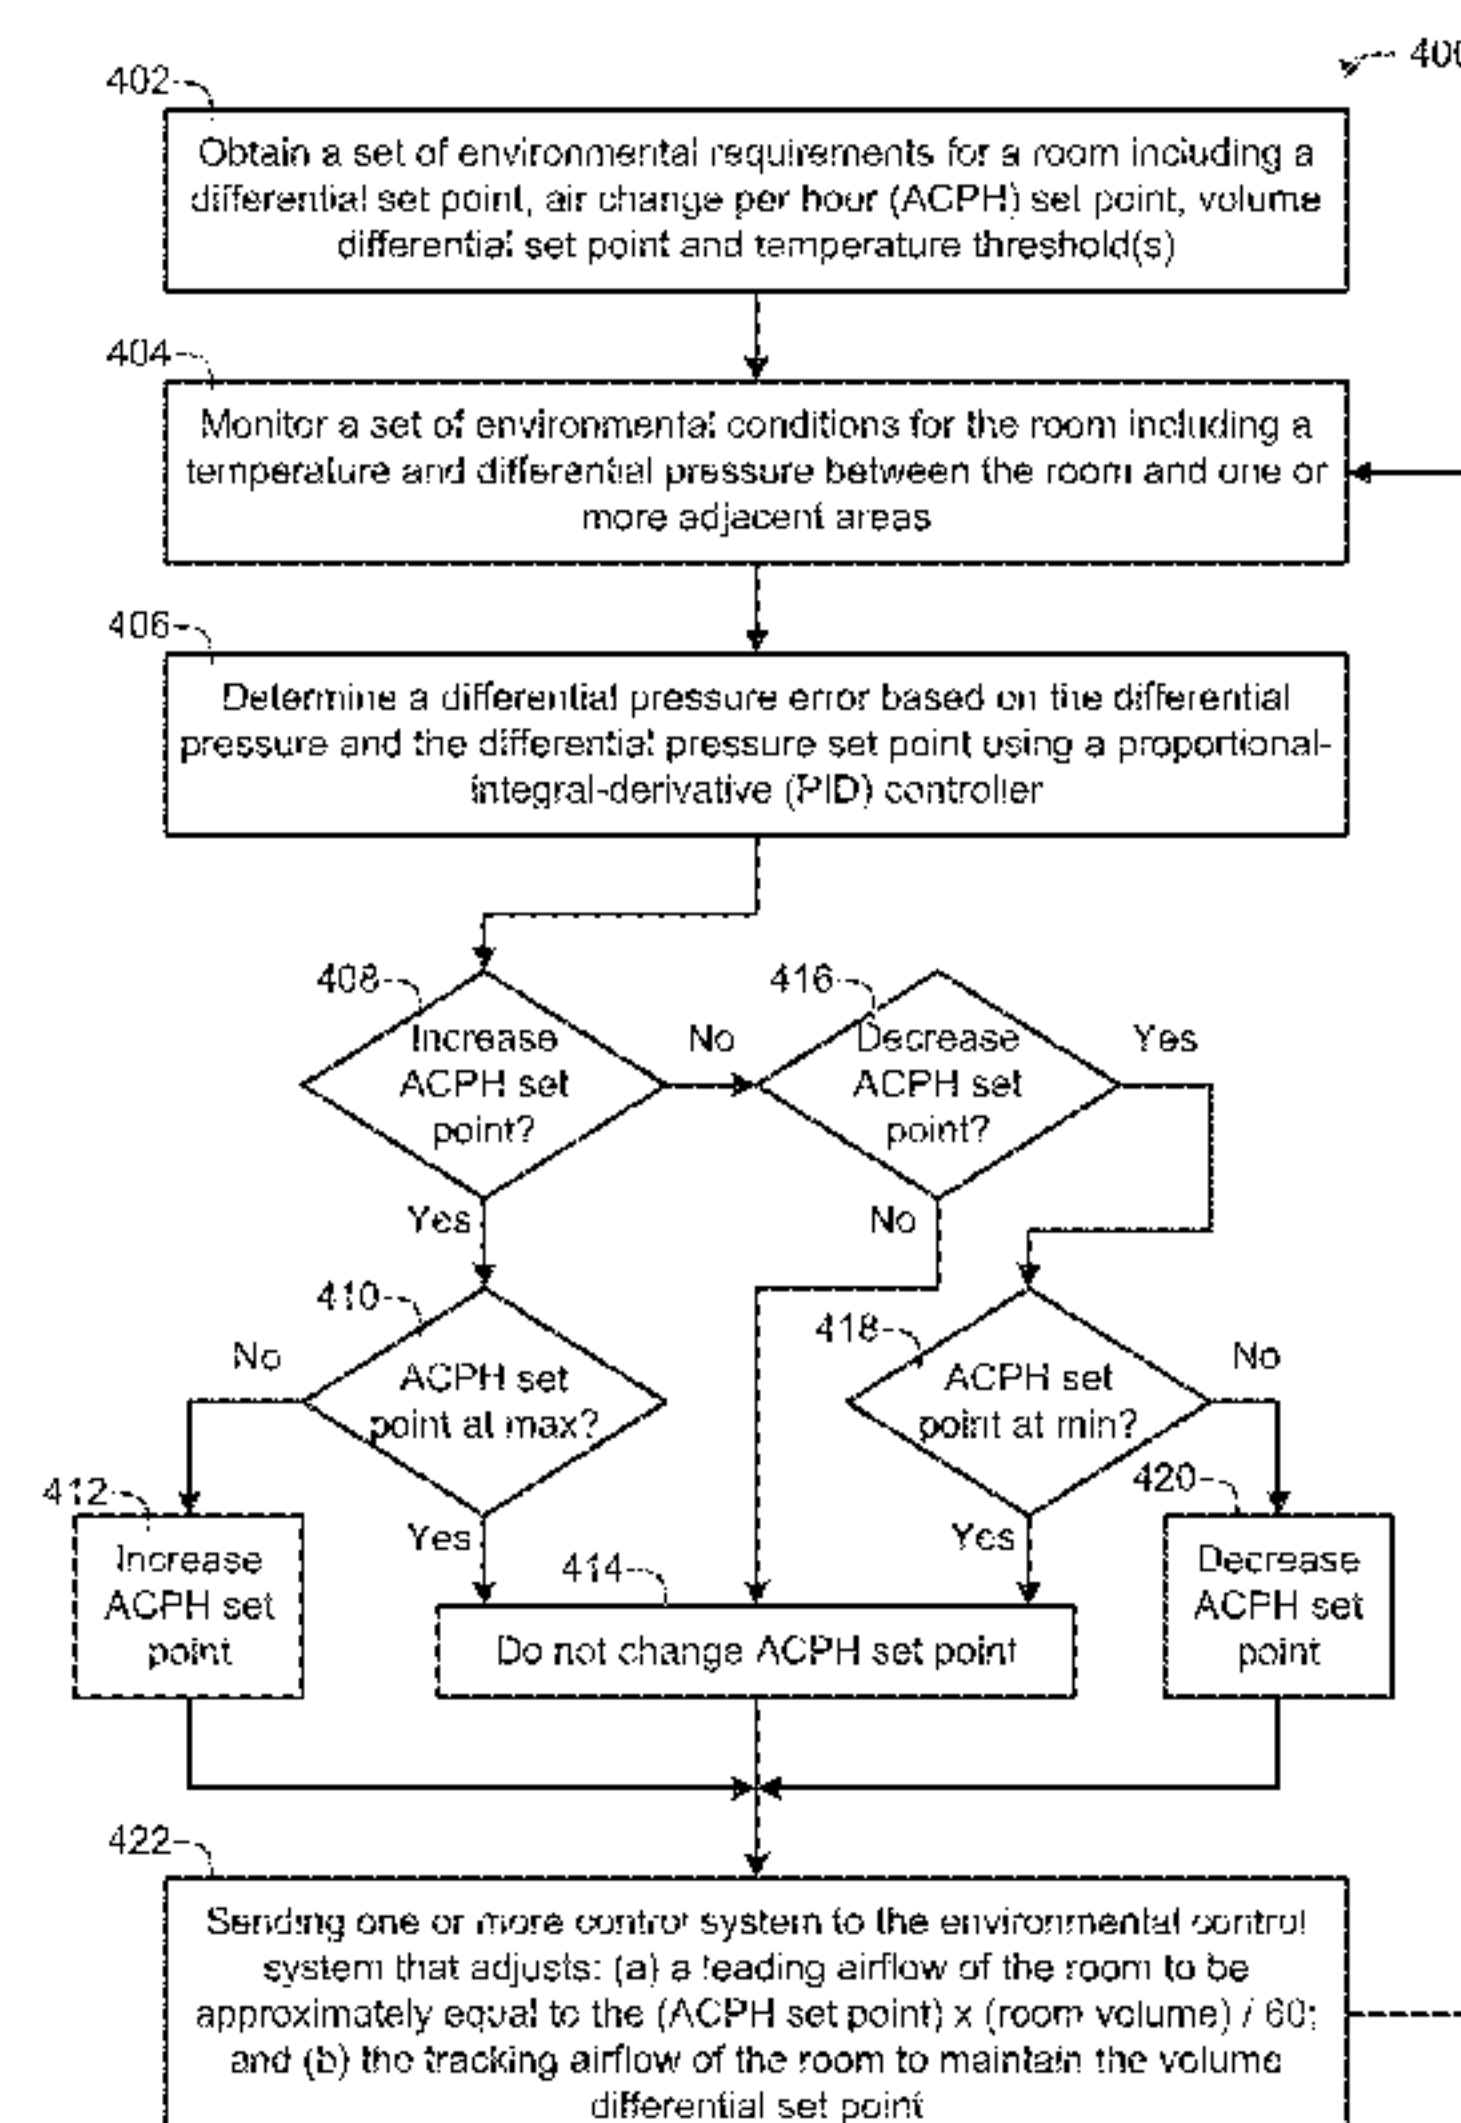 400
402
Obtain a set of environmental requirements for a room including a
differential set point, air change per hour (ACPH) set point, volume
differential set point and temperature threshold(s)
404
Monitor a set of environmental conditions for the room including a
temperature and differential pressure between the room and one or
more adjacent areas
406
Determine a differential pressure error based on the differential
pressure and the differential pressure set point using a proportional-
integral-derivative (PID) controller
408
Increase
ACPH set
point?
No
416
Decrease
ACPH set
point?
Yes
Yes
No
410
ACPH set
point at max?
No
418
ACPH set
point at min?
No
412
Increase
ACPH set
point
Yes
414
Do not change ACPH set point
Yes
420
Decrease
ACPH set
point
422
Sending one or more control system to the environmental control
system that adjusts: (a) a leading airflow of the room to be
approximately equal to the (ACPH set point) x (room volume) / 60;
and (b) the tracking airflow of the room to maintain the volume
differential set point